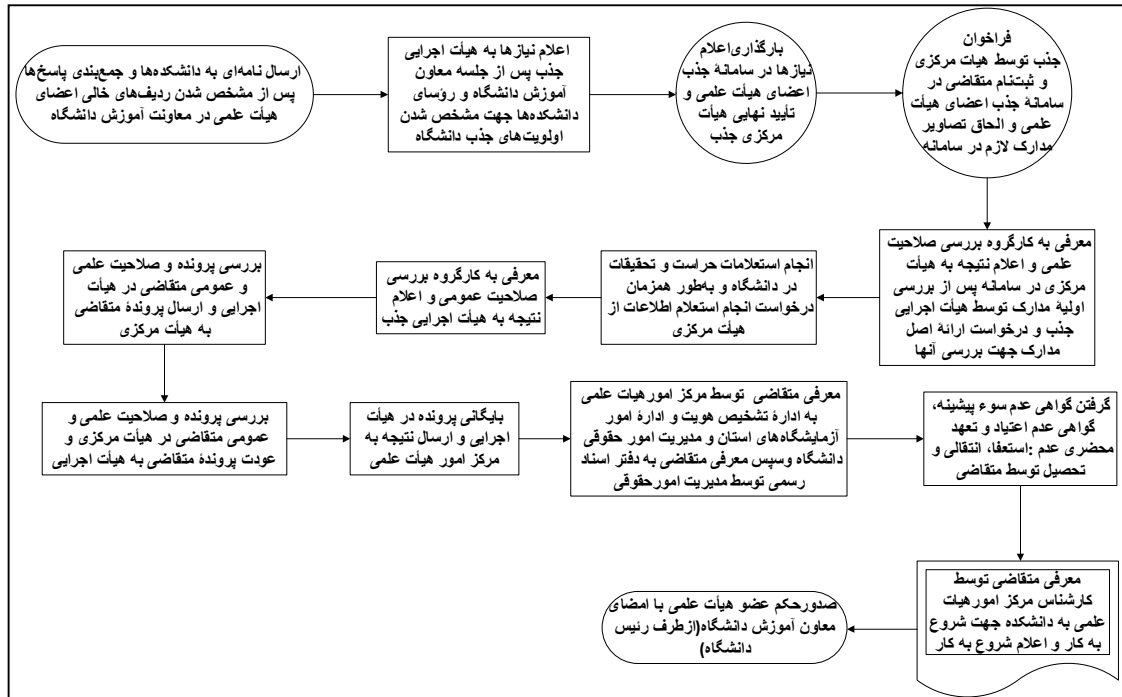 ارسال نامه‌ای به دانشکده‌ها و جمع‌بندی پاسخ‌ها
پس از مشخص شدن ردیف‌های خالی اعضای
هیأت علمی در معاونت آموزش دانشگاه
اعلام نیازها به هیأت اجرایی
جذب پس از جلسه معاون
آموزش دانشگاه و رؤسای
دانشکده‌ها جهت مشخص شدن
اولویت‌های جذب دانشگاه
بارگذاری‌اعلام
نیازها در سامانۀ جذب
اعضای هیأت علمی و
تأیید نهایی هیأت
مرکزی جذب
فراخوان
جذب توسط هیات مرکزی
و ثبت‌نام متقاضی در
سامانۀ جذب اعضای هیأت
علمی و الحاق تصاویر
مدارک لازم در سامانه
معرفی به کارگروه بررسی صلاحیت
علمی و اعلام نتیجه به هیأت
مرکزی در سامانه پس از بررسی
اولیۀ مدارک توسط هیأت اجرایی
جذب و درخواست ارائۀ اصل
مدارک جهت بررسی آنها
انجام استعلامات حراست و تحقیقات
در دانشگاه و به‌طور همزمان
درخواست انجام استعلام اطلاعات از
هیأت مرکزی
معرفی به کارگروه بررسی
صلاحیت عمومی و اعلام
نتیجه به هیأت اجرایی جذب
بررسی پرونده و صلاحیت علمی
و عمومی متقاضی در هیأت
اجرایی و ارسال پروندۀ متقاضی
به هیأت مرکزی
بررسی پرونده و صلاحیت علمی و
عمومی متقاضی در هیأت مرکزی و
عودت پروندۀ متقاضی به هیأت اجرایی
بایگانی پرونده در هیأت
اجرایی و ارسال نتیجه به
مرکز امور هیأت علمی
معرفی متقاضی توسط مرکز امورهیات علمی
به ادارۀ تشخیص هویت و ادارۀ امور
آزمایشگاه‌های استان و مدیریت امور حقوقی
دانشگاه وسپس معرفی متقاضی به دفتر اسناد
رسمی توسط مدیریت امورحقوقی
گرفتن گواهی عدم سوء پیشینه،
گواهی عدم اعتیاد و تعهد
محضری عدم :استعفا، انتقالی و
تحصیل توسط متقاضی
معرفی متقاضی توسط
کارشناس مرکز امورهیات
علمی به دانشکده جهت شروع
به کار و اعلام شروع به کار
صدورحکم عضو هیأت علمی با امضای
معاون آموزش دانشگاه(ازطرف رئیس
دانشگاه)